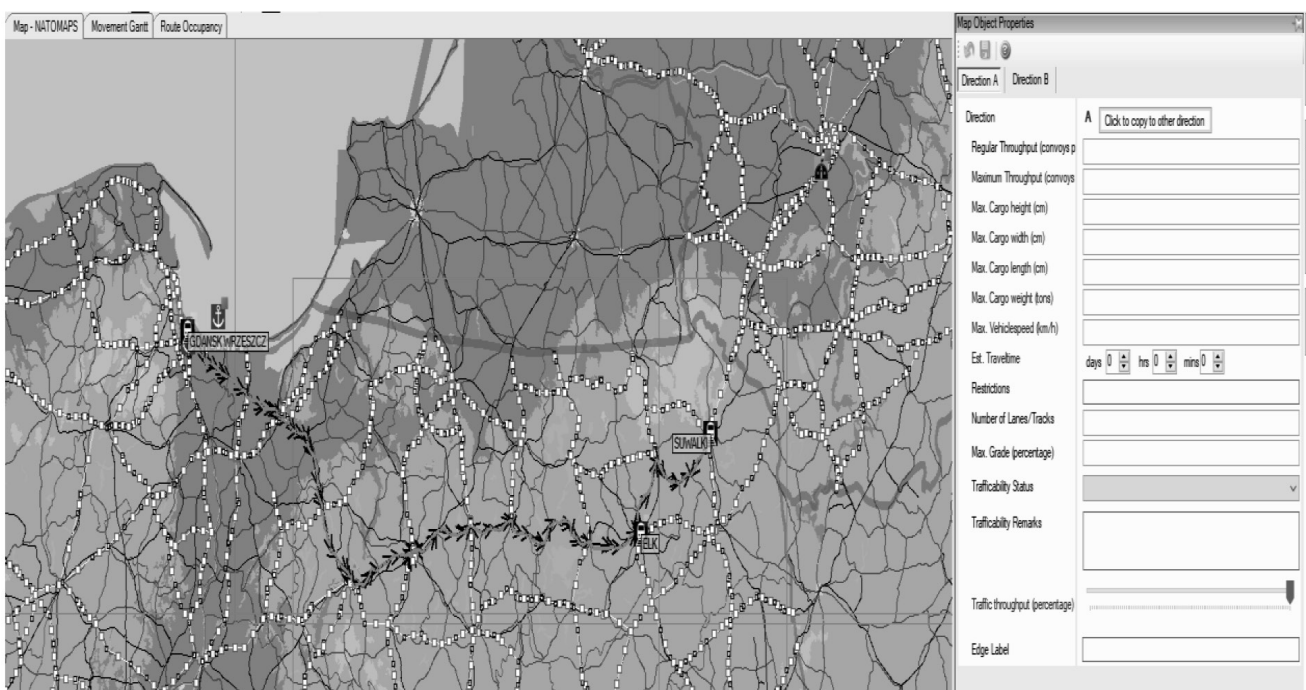 Map - NATOMAPS
Movement Gantt
Route Occupancy
GDANSK WRZESZCZ
SUWALKI
ELK
Map Object Properties
Direction A
Direction B
Direction
A
Click to copy to other direction
Regular Throughput (convoys p
Maximum Throughput (convoys
Max. Cargo height (cm)
Max. Cargo width (cm)
Max. Cargo length (cm)
Max. Cargo weight (tons)
Max. Vehiclespeed (km/h)
Est. Traveltime
days 0 hrs 0 mins 0
Restrictions
Number of Lanes/Tracks
Max. Grade (percentage)
Trafficability Status
Trafficability Remarks
Traffic throughput (percentage)
Edge Label